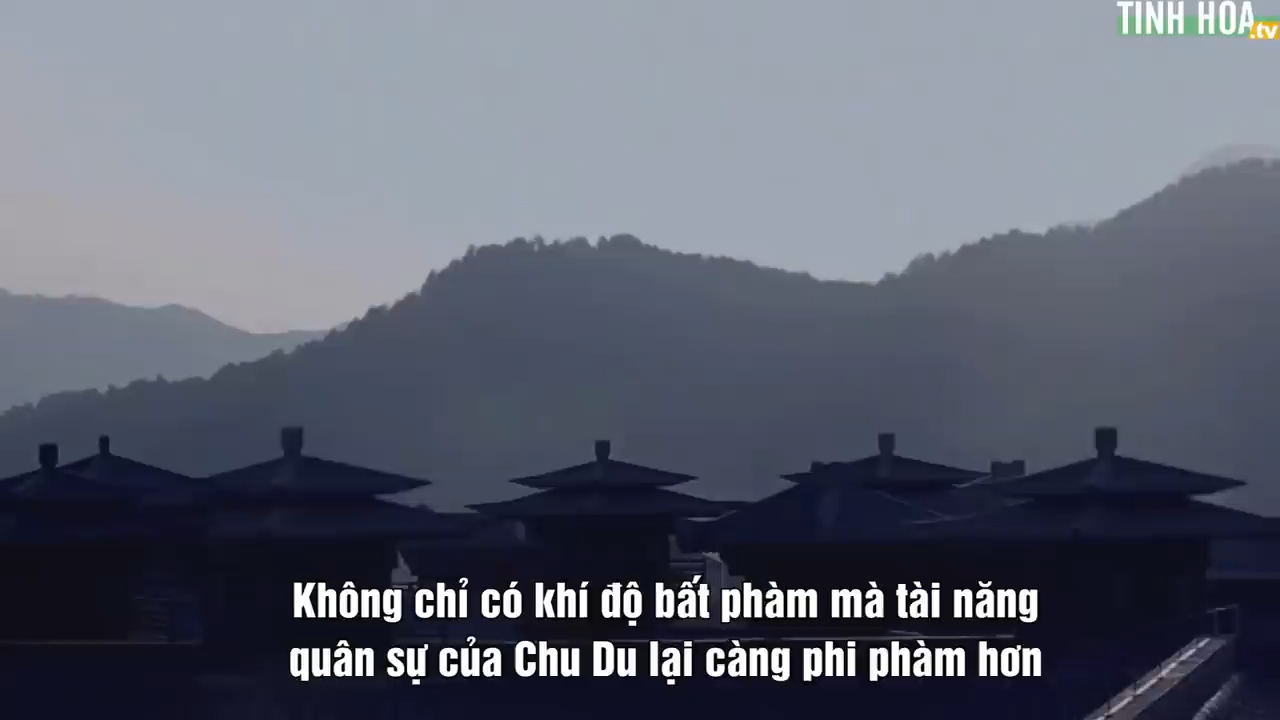 TINH HOA
.tv
Không chỉ có khí độ bất phàm mà tài năng
quân sự của Chu Du lại càng phi phàm hơn